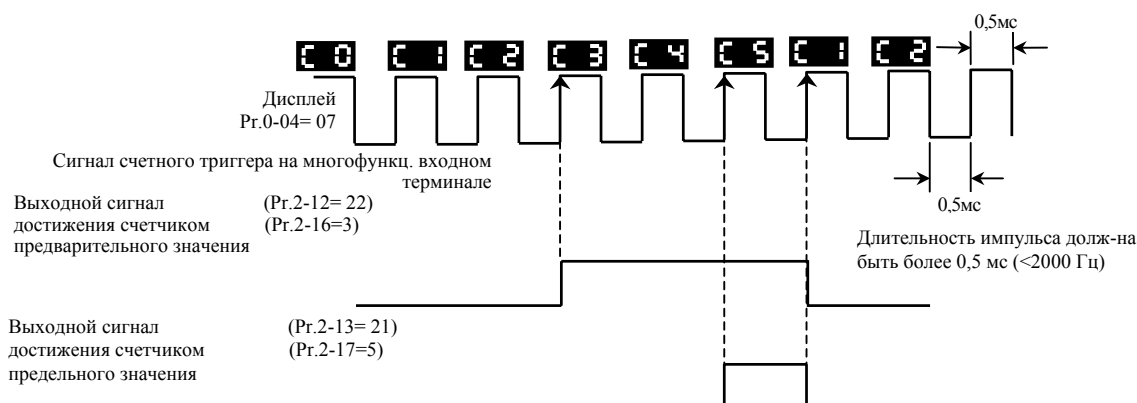 0,5мс
C 0 C 1 C 2 C 3 C 4 C 5 C 1 C 2
Дисплей
Pr.0-04= 07
Сигнал счетного триггера на многофункц. входном
терминале
0,5мс
Выходной сигнал (Pr.2-12= 22)
достижения счетчиком (Pr.2-16=3)
предварительного значения
Длительность импульса долж-на
быть более 0,5 мс (<2000 Гц)
Выходной сигнал (Pr.2-13= 21)
достижения счетчиком (Pr.2-17=5)
предельного значения